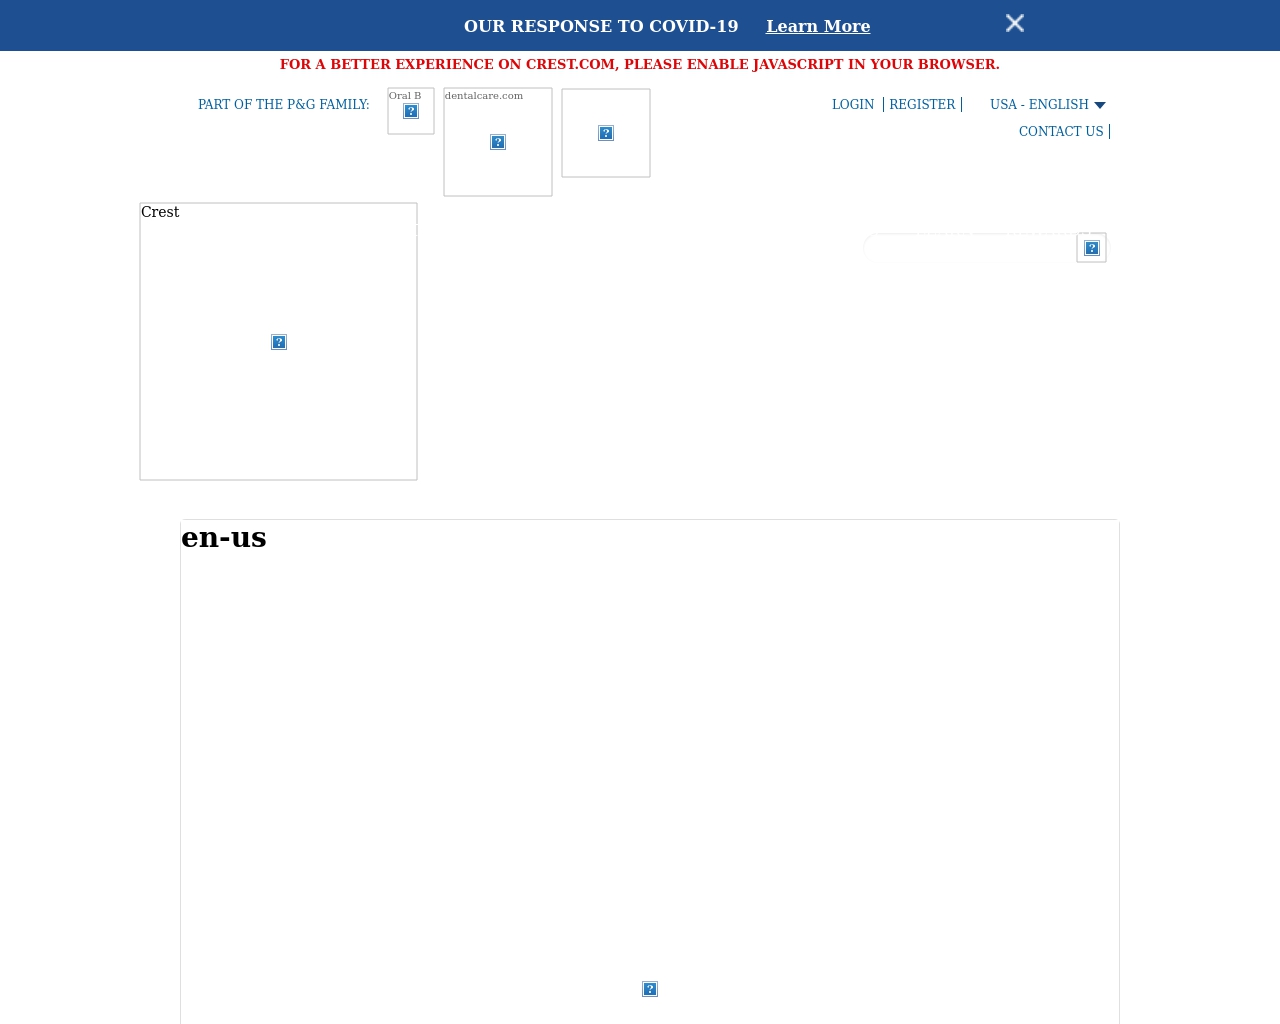 OUR RESPONSE TO COVID-19 Learn More
FOR A BETTER EXPERIENCE ON CREST.COM, PLEASE ENABLE JAVASCRIPT IN YOUR BROWSER.
PART OF THE P&G FAMILY: Oral B dentalcare.com LOGIN REGISTER USA - ENGLISH
CONTACT US
Crest
en-us